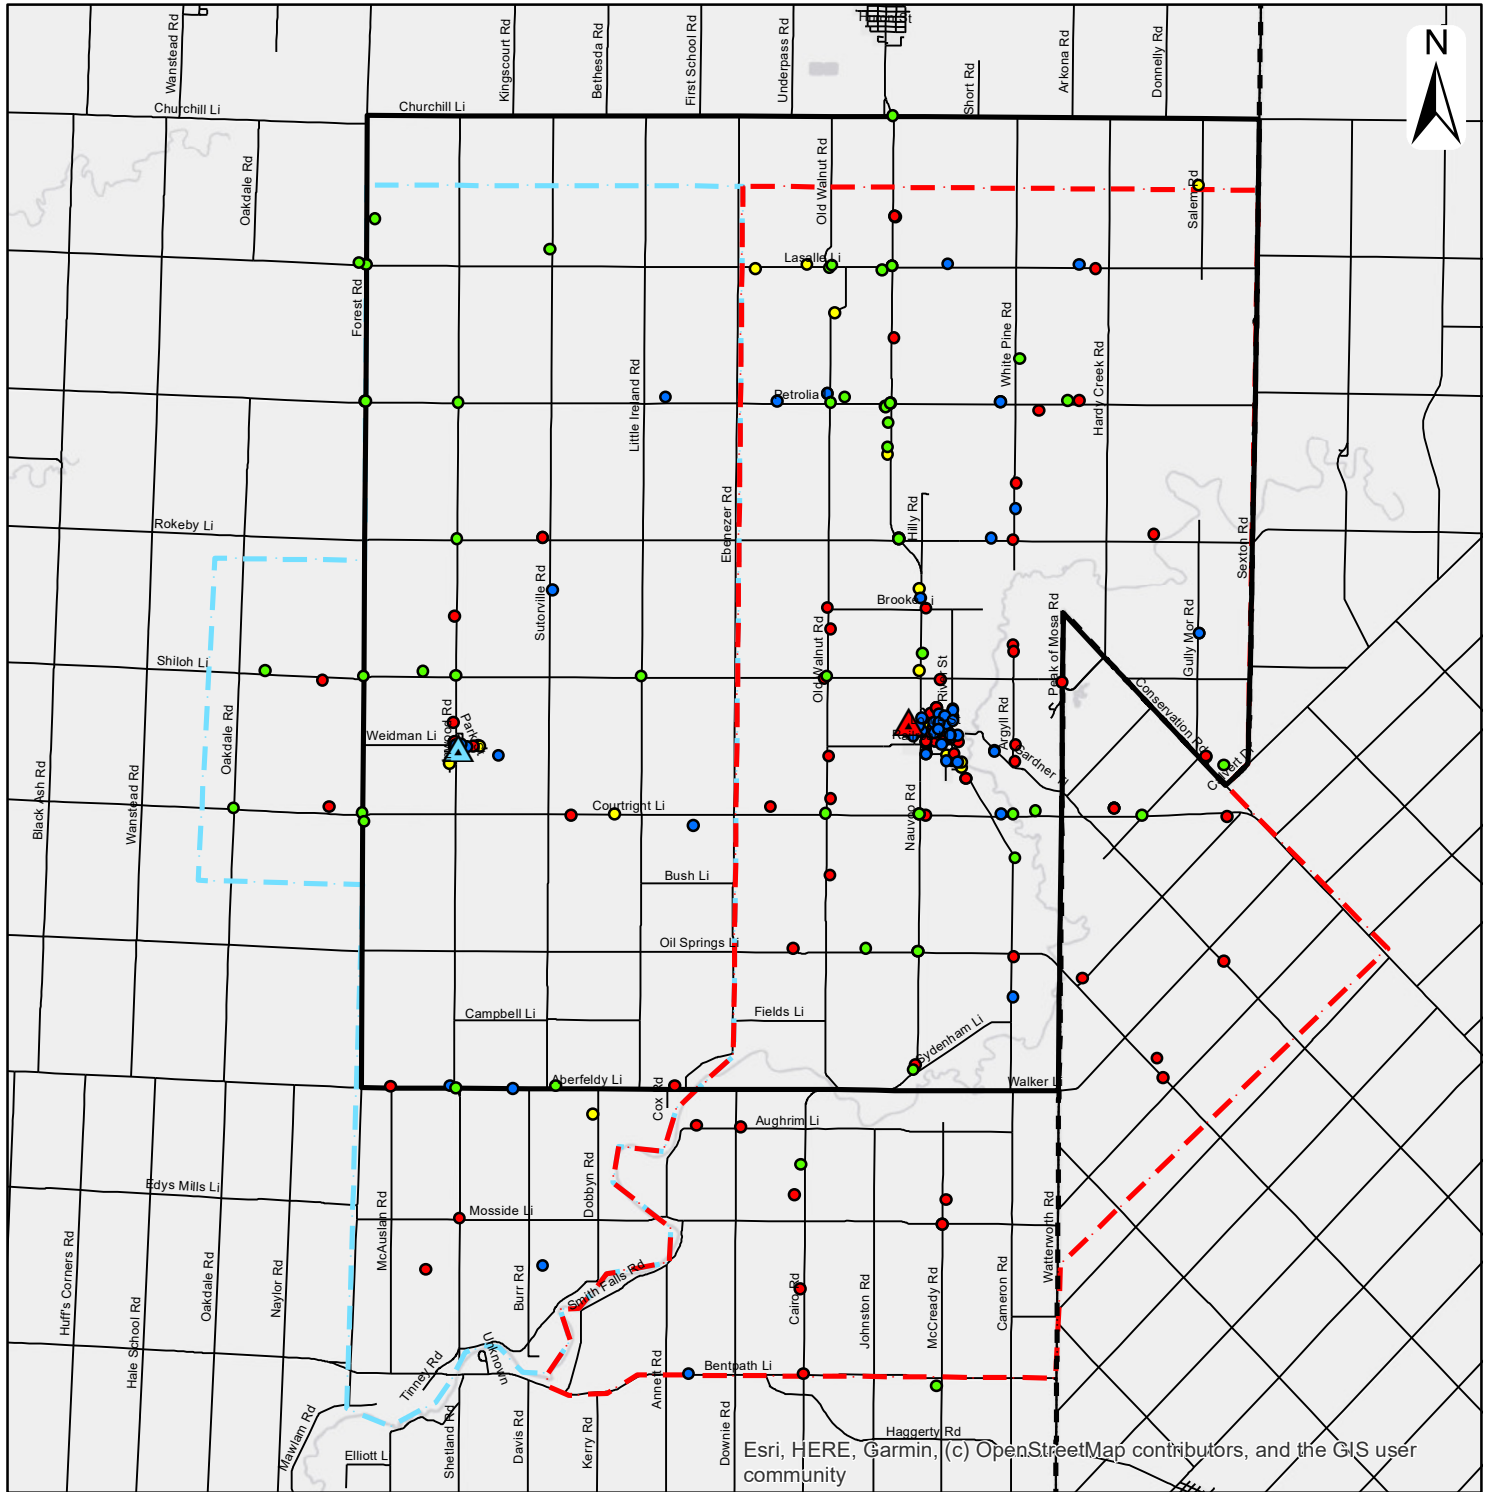 Huron St
N
Wanstead Rd
Kingscourt Rd
Bethesda Rd
First School Rd
Underpass Rd
Short Rd
Arkona Rd
Donnelly Rd
Churchill Li
Churchill Li
Oakdale Rd
Old Walnut Rd
Salem Rd
Lasalle Li
Forest Rd
White Pine Rd
Hardy Creek Rd
Little Ireland Rd
Petrolia
Ebenezer Rd
Hilly Rd
Rokeby Li
Sexton Rd
Sutorville Rd
Brooke Li
Peak of Mosa Rd
Gully Mor Rd
Old Walnut Rd
Shiloh Li
River St
Conservation Rd
Oakdale Rd
Weidman Li
Argyll Rd
Gardner
Calvert Dr
Black Ash Rd
Wanstead Rd
Courtright Li
Nauvoo Rd
Bush Li
Oil Springs Li
Campbell Li
Fields Li
Sydenham Li
Aberfeldy Li
Walker Li
Cox Rd
Aughrim Li
Edys Mills Li
Dobbyn Rd
McAuslan Rd
Mosside Li
Watterworth Rd
Huff's Corners Rd
Oakdale Rd
Naylor Rd
Hale School Rd
Burr Rd
Smith Falls Rd
Cairo Rd
Johnston Rd
McCready Rd
Cameron Rd
Unknown
Tinney Rd
Annett Rd
Bentpath Li
Mawlam Rd
Shetland Rd
Davis Rd
Kerry Rd
Downie Rd
Haggerty Rd
Elliott Li
Esri, HERE, Garmin, (c) OpenStreetMap contributors, and the GIS user
community